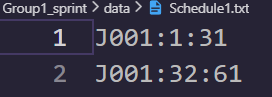 Group1_sprint > data > Schedule1.txt
1 J001:1:31
2 J001:32:61